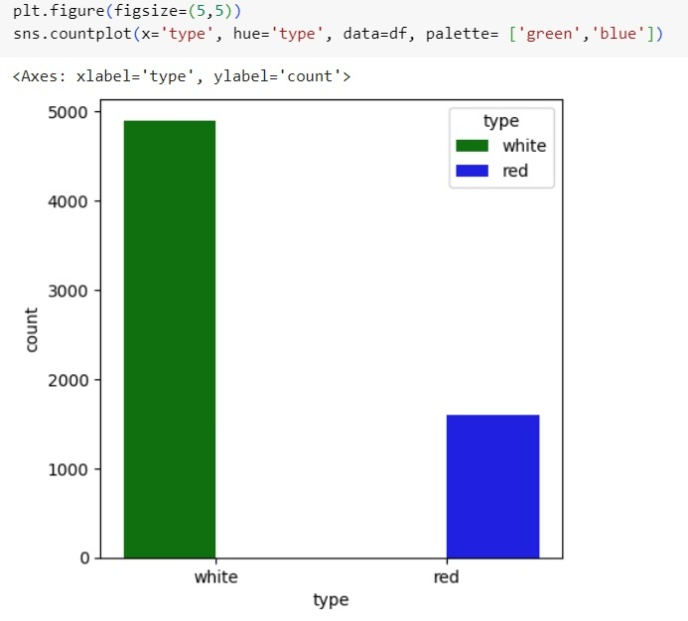 plt.figure(figsize=(5,5))
sns.countplot(x='type', hue='type', data=df, palette= ['green','blue'])
<Axes: xlabel='type', ylabel='count'>
5000
4000
3000
2000
1000
0
count
type
white
red
white
red
type